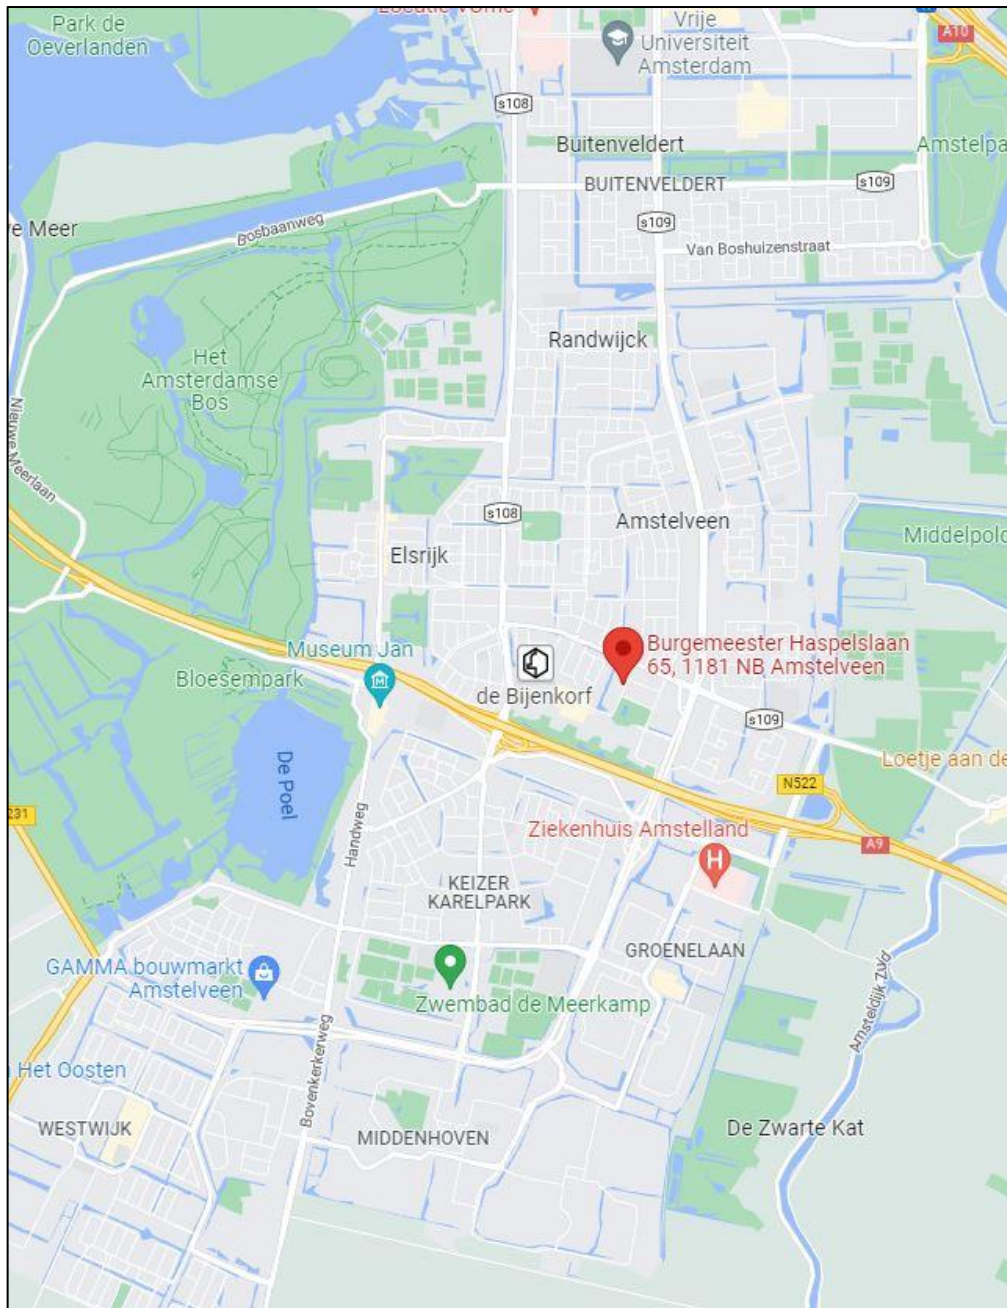 Park de
Oeverlanden
Vrije
Universiteit
Amsterdam
A10
s108
Buitenveldert
Amstelpa
BUITENVELDERT
s109
s109
ve Meer
Bosbaanweg
Van Boshuizenstraat
Randwijck
Het
Amsterdamse
Bos
Nieuwe Meerlaan
s108
Amstelveen
Middelpold
Elsrijk
Museum Jan
Burgemeester Haspelslaan
65, 1181 NB Amstelveen
Bloesempark
de Bijenkorf
s109
De Poel
Loetje aan de
N522
231
Handweg
Ziekenhuis Amstelland
A9
H
KEIZER
KARELPARK
GROENELAAN
GAMMA bouwmarkt
Amstelveen
Zwembad de Meerkamp
Amsteldijk Zuid
Het Oosten
Bovenkerkerweg
WESTWIJK
MIDDENHOVEN
De Zwarte Kat